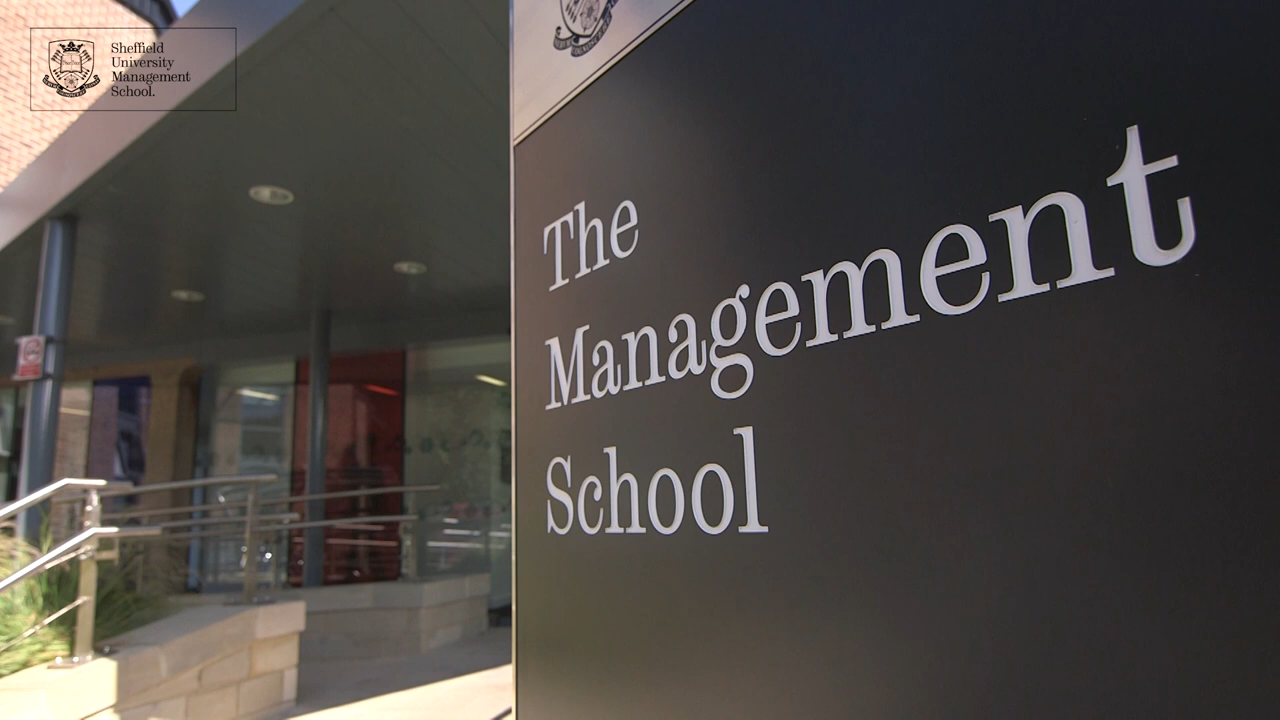 Sheffield
University
Management
School.
The
Management
School